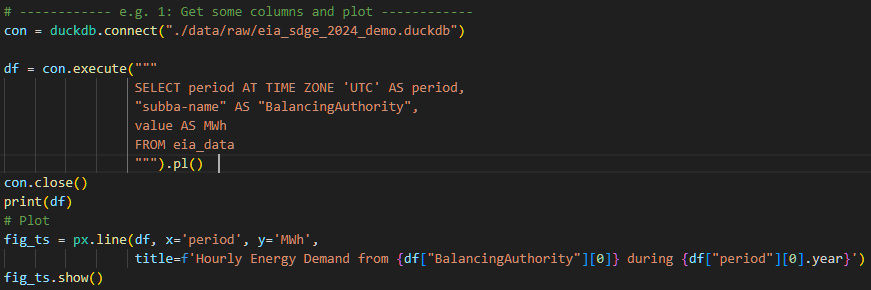 # ------------ e.g. 1: Get some columns and plot ------------
con = duckdb.connect("./data/raw/eia_sdge_2024_demo.duckdb")
df = con.execute("""
SELECT period AT TIME ZONE 'UTC' AS period,
"subba-name" AS "BalancingAuthority",
value AS MWh
FROM eia_data
""").pl()
con.close()
print(df)
# Plot
fig_ts = px.line(df, x='period', y='MWh',
title=f'Hourly Energy Demand from {df["BalancingAuthority"][0]} during {df["period"][0].year}')
fig_ts.show()